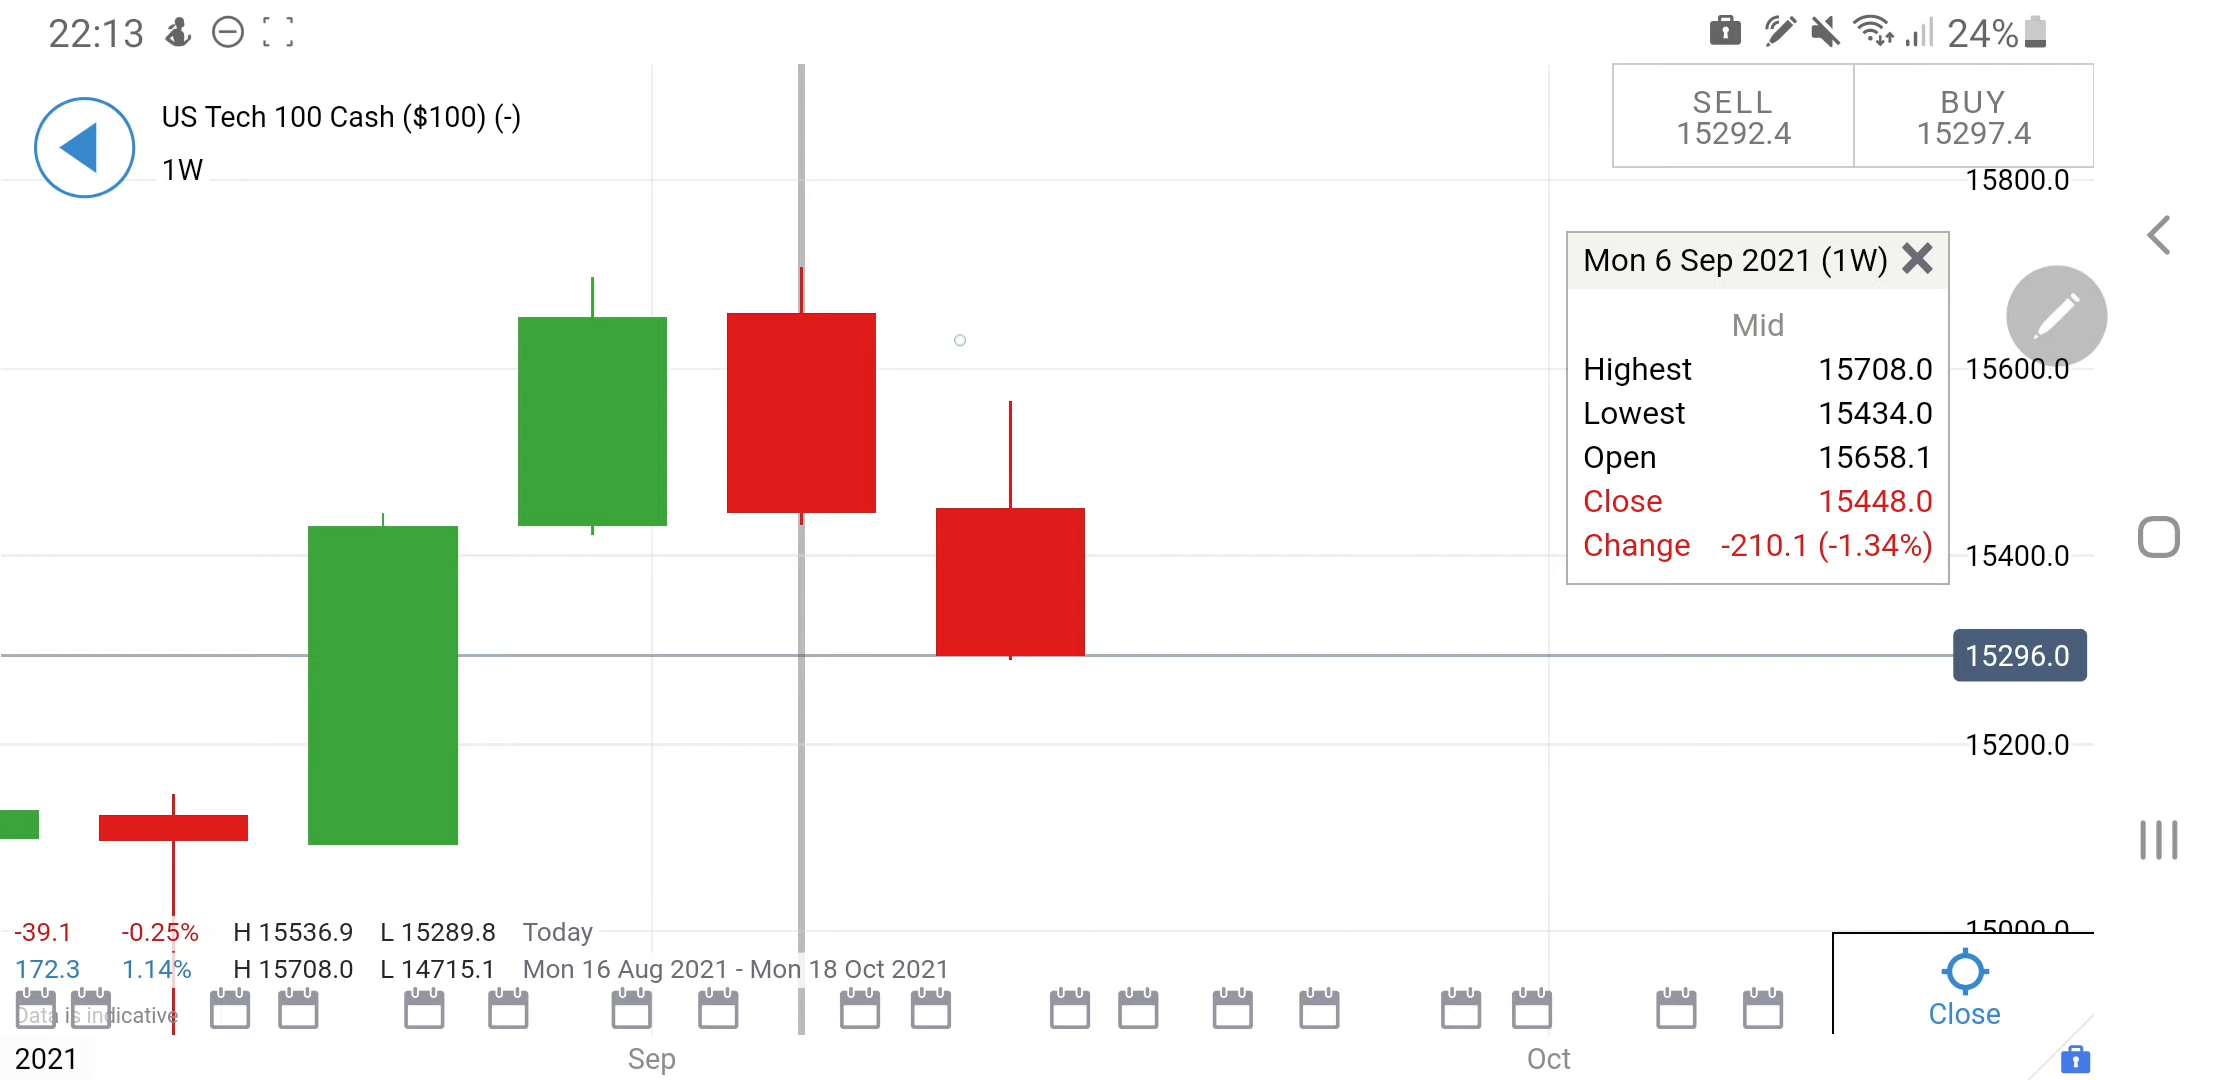 22:13
24%
US Tech 100 Cash ($100) (-)
1W
SELL
15292.4
BUY
15297.4
15800.0
Mon 6 Sep 2021 (1W)
Mid
Highest 15708.0
Lowest 15434.0
Open 15658.1
Close 15448.0
Change -210.1 (-1.34%)
15600.0
15400.0
15296.0
15200.0
15000.0
-39.1 -0.25% H 15536.9 L 15289.8 Today
172.3 1.14% H 15708.0 L 14715.1 Mon 16 Aug 2021 - Mon 18 Oct 2021
Data is indicative
Close
2021 Sep Oct